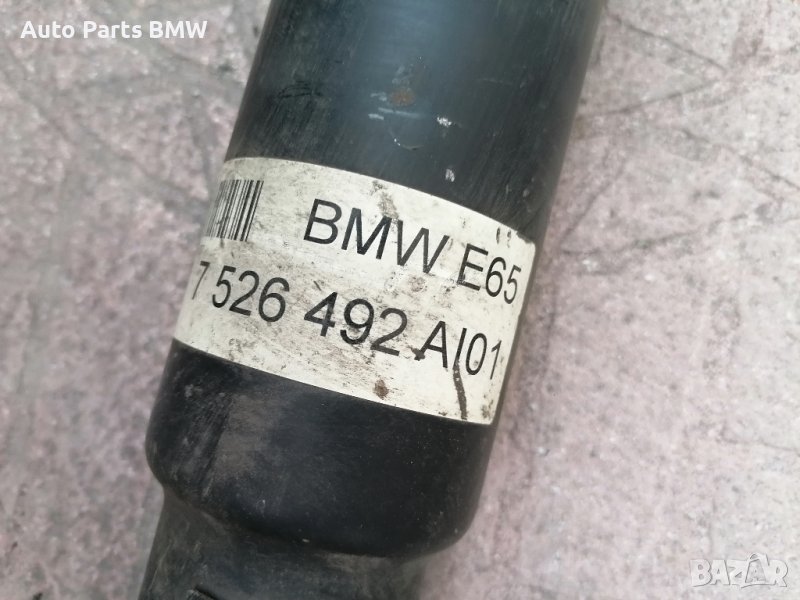 Auto Parts BMW
BMW E65
7 526 492 AI01
BAZAR